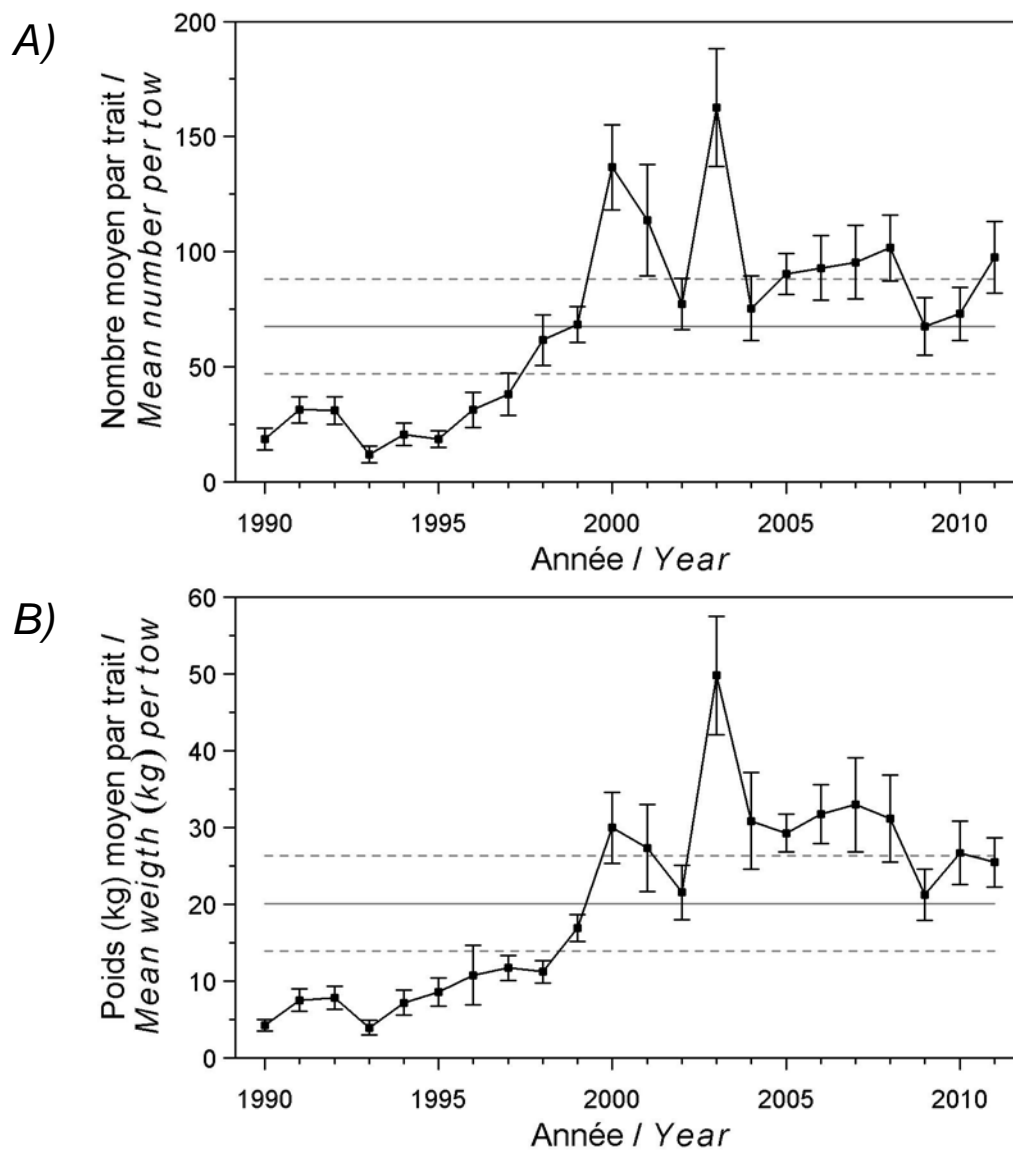 A)
Nombre moyen par trait /
Mean number per tow
200
150
100
50
0
1990 1995 2000 2005 2010
Année / Year
B)
Poids (kg) moyen par trait /
Mean weigth (kg) per tow
60
50
40
30
20
10
0
1990 1995 2000 2005 2010
Année / Year